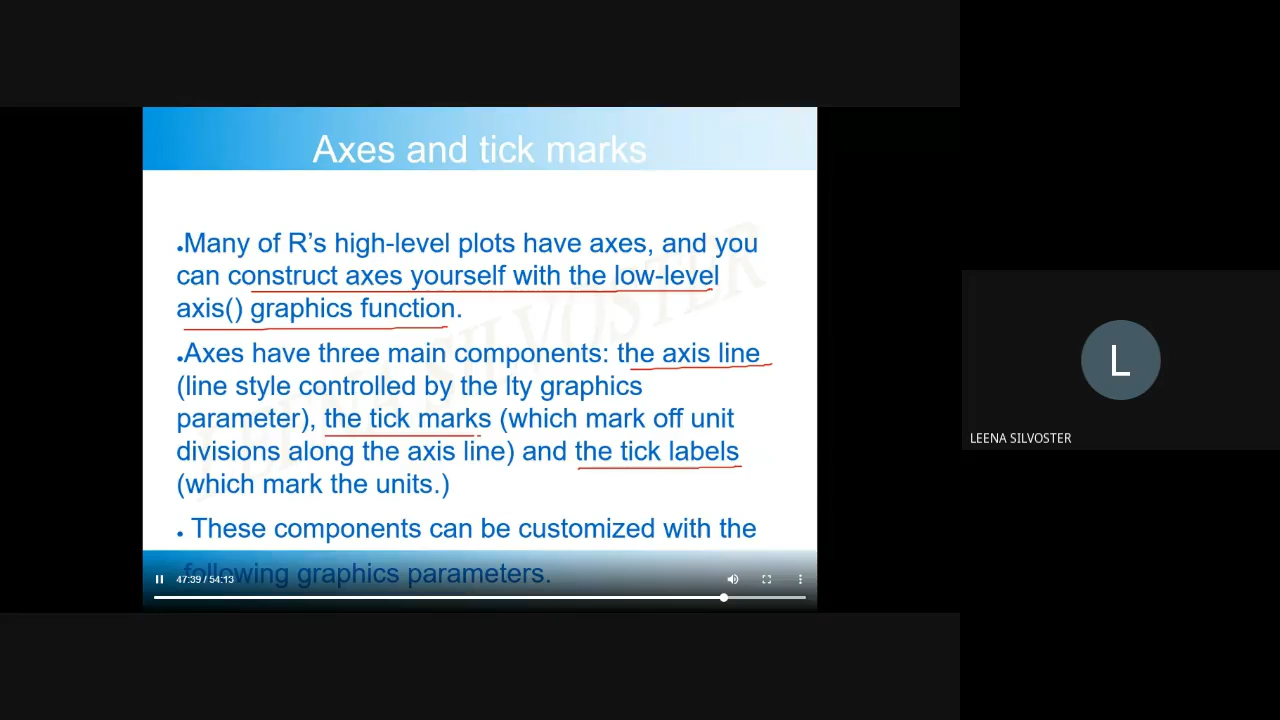 Axes and tick marks
•Many of R’s high-level plots have axes, and you
can construct axes yourself with the low-level
axis() graphics function.
•Axes have three main components: the axis line
(line style controlled by the lty graphics
parameter), the tick marks (which mark off unit
divisions along the axis line) and the tick labels
(which mark the units.)
• These components can be customized with the
following graphics parameters.
47:39 / 54:13
L
LEENA SILVOSTER